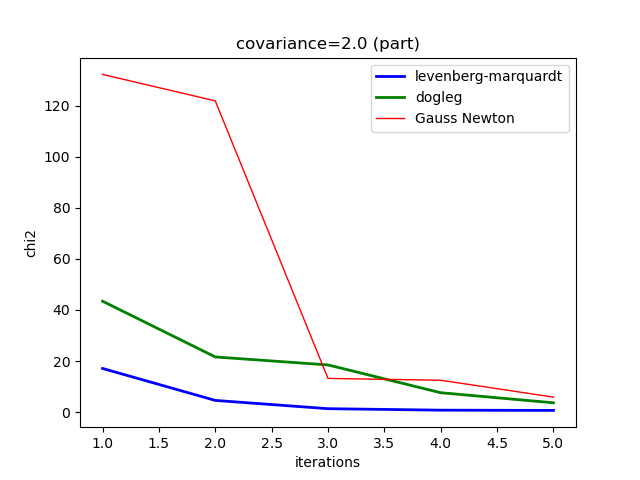 covariance=2.0 (part)
levenberg-marquardt
dogleg
Gauss Newton
120
100
80
60
40
20
0
chi2
1.0 1.5 2.0 2.5 3.0 3.5 4.0 4.5 5.0
iterations